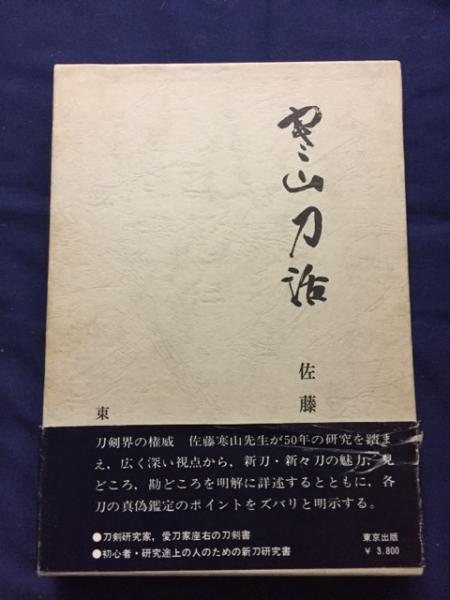 寒山刀話
佐藤
東
刀剣界の権威　佐藤寒山先生が50年の研究を踏ま
え，広く深い視点から、新刀・新々刀の魅力、見
どころ，勘どころを明解に詳述するとともに，各
刀の真偽鑑定のポイントをズバリと明示する。
●刀剣研究家，愛刀家座右の刀剣書
●初心者・研究途上の人のための新刀研究書
東京出版
￥3.800